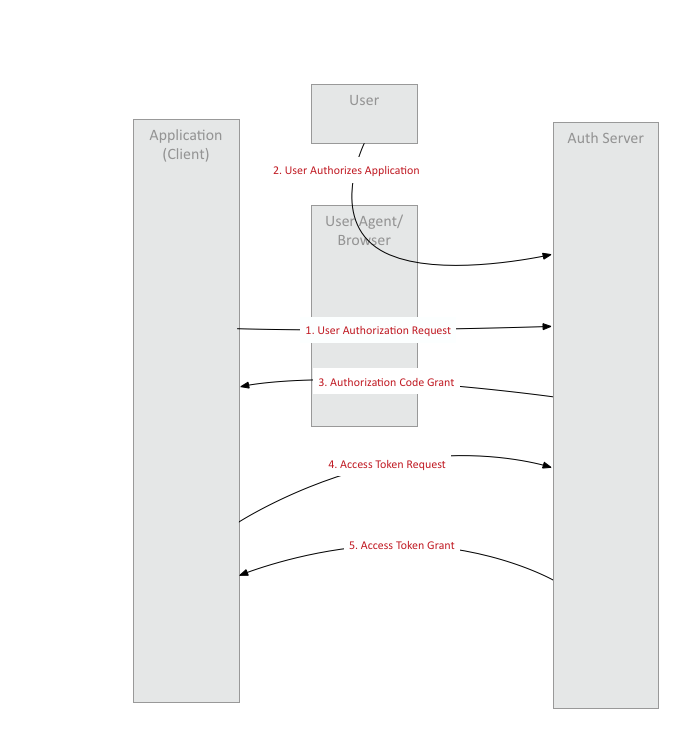 User
Application
(Client)
Auth Server
2. User Authorizes Application
User Agent/
Browser
1. User Authorization Request
3. Authorization Code Grant
4. Access Token Request
5. Access Token Grant